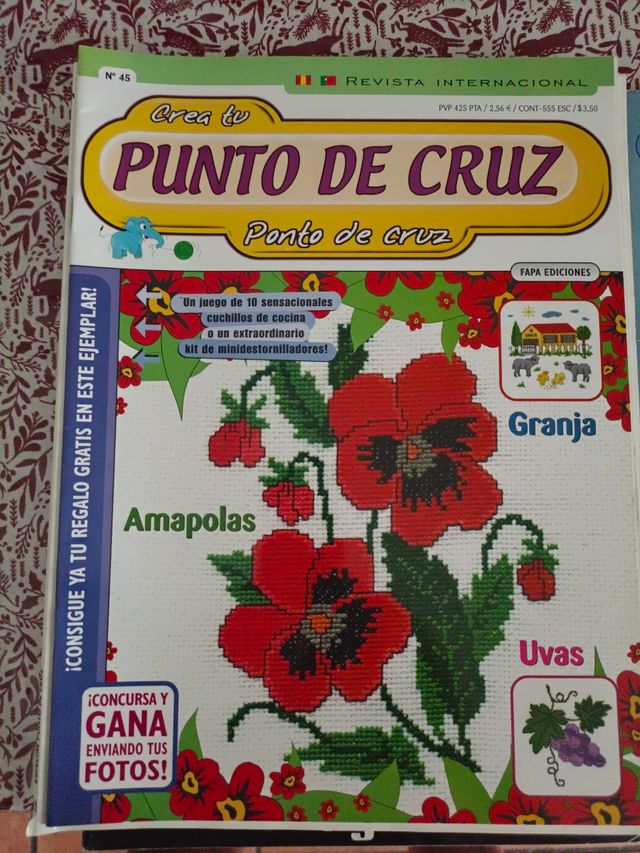 Nº 45
REVISTA INTERNACIONAL
PVP 425 PTA / 2,56 € / CONT-555 ESC / $ 3,50
Crea tu
PUNTO DE CRUZ
Ponto de cruz
FAPA EDICIONES
¡CONSIGUE YA TU REGALO GRATIS EN ESTE EJEMPLAR!
¡Un juego de 10 sensacionales
cuchillos de cocina
o un extraordinario
kit de minidestornilladores!
Granja
Amapolas
Uvas
¡CONCURSA Y
GANA
ENVIANDO TUS
FOTOS!